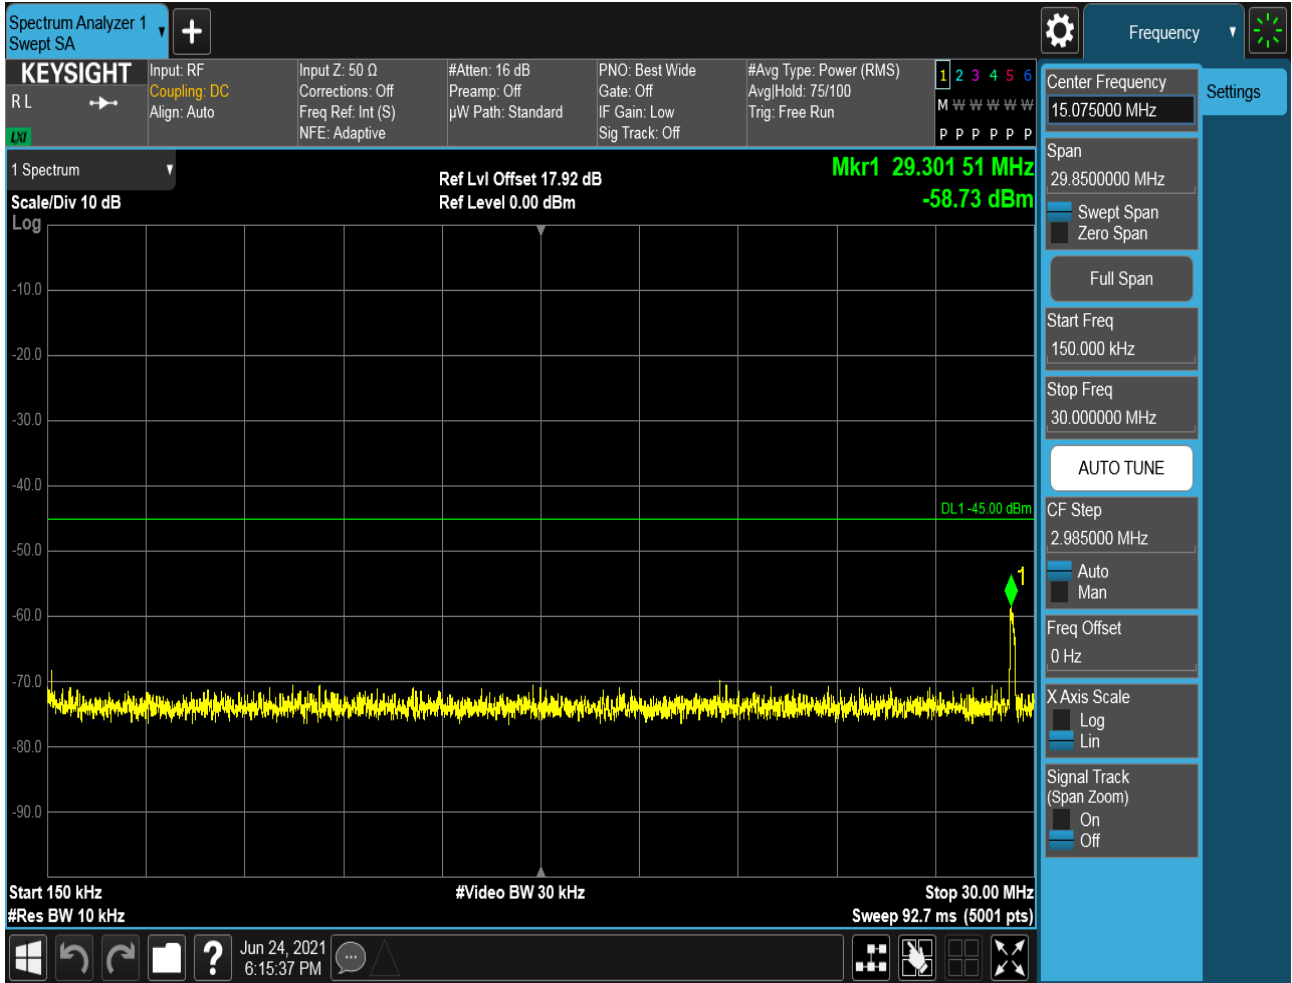 Spectrum Analyzer 1
Swept SA
Frequency
KEYSIGHT
R L
LXI
Input: RF
Coupling: DC
Align: Auto
Input Z: 50 Ω
Corrections: Off
Freq Ref: Int (S)
NFE: Adaptive
#Atten: 16 dB
Preamp: Off
µW Path: Standard
PNO: Best Wide
Gate: Off
IF Gain: Low
Sig Track: Off
#Avg Type: Power (RMS)
Avg|Hold: 75/100
Trig: Free Run
1 2 3 4 5 6
M W W W W W
P P P P P P
1 Spectrum
Scale/Div 10 dB
Log
Ref Lvl Offset 17.92 dB
Ref Level 0.00 dBm
Mkr1 29.301 51 MHz
-58.73 dBm
-10.0
-20.0
-30.0
-40.0
DL1 -45.00 dBm
-50.0
1
-60.0
-70.0
-80.0
-90.0
Start 150 kHz
#Video BW 30 kHz
Stop 30.00 MHz
#Res BW 10 kHz
Sweep 92.7 ms (5001 pts)
Center Frequency
15.075000 MHz
Settings
Span
29.8500000 MHz
Swept Span
Zero Span
Full Span
Start Freq
150.000 kHz
Stop Freq
30.000000 MHz
AUTO TUNE
CF Step
2.985000 MHz
Auto
Man
Freq Offset
0 Hz
X Axis Scale
Log
Lin
Signal Track
(Span Zoom)
On
Off
?
Jun 24, 2021
6:15:37 PM